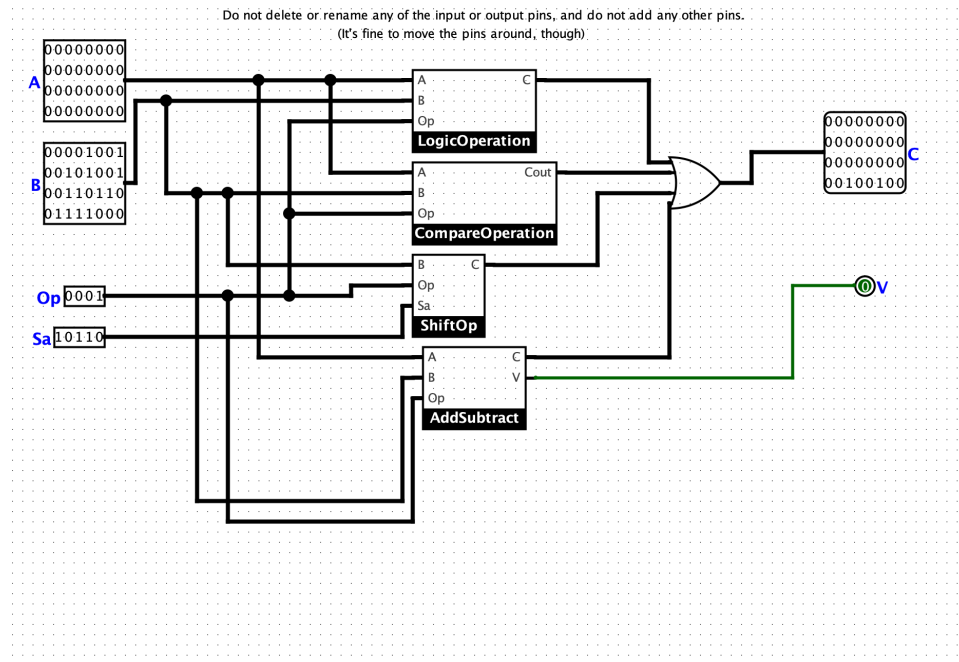 Do not delete or rename any of the input or output pins, and do not add any other pins.
(It's fine to move the pins around, though)
A
00000000
00000000
00000000
00000000
B
00001001
00101001
00110110
01111000
Op
0001
Sa
10110
A
B
Op
C
LogicOperation
A
B
Op
Cout
CompareOperation
B
Op
Sa
C
ShiftOp
A
B
Op
C
V
AddSubtract
00000000
00000000
00000000
00100100
C
0
V